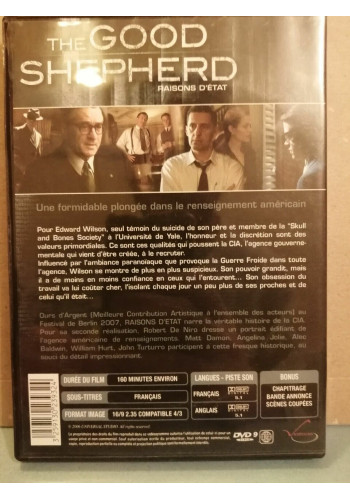 THE GOOD
SHEPHERD
RAISONS D'ÉTAT
Une formidable plongée dans le renseignement américain
Pour Edward Wilson, seul témoin du suicide de son père et membre de la "Skull
and Bones Society" à l'Université de Yale, l'honneur et la discrétion sont des
valeurs primordiales. Ce sont ces qualités qui poussent la CIA, l'agence gouverne-
mentale qui vient d'être créée, à le recruter.
Influencé par l'ambiance paranoïaque que provoque la Guerre Froide dans toute
l'agence, Wilson se montre de plus en plus suspicieux. Son pouvoir grandit, mais
il a de moins en moins confiance en ceux qui l'entourent... Son obsession du
travail va lui coûter cher, l'isolant chaque jour un peu plus de ses proches et de
celui qu'il était...
Ours d'Argent (Meilleure Contribution Artistique à l'ensemble des acteurs) au
Festival de Berlin 2007, RAISONS D'ÉTAT narre la véritable histoire de la CIA.
Pour sa seconde réalisation, Robert De Niro dresse un portrait édifiant de
l'agence américaine de renseignements. Matt Damon, Angelina Jolie, Alec
Baldwin, William Hurt, John Turturro participent à cette fresque historique, au
souci du détail impressionnant.
DURÉE DU FILM 160 MINUTES ENVIRON
LANGUES - PISTE SON
BONUS:
SOUS-TITRES FRANÇAIS
FRANÇAIS 5.1
CHAPITRAGE
BANDE ANNONCE
SCÈNES COUPÉES
FORMAT IMAGE 16/9 2.35 COMPATIBLE 4/3
ANGLAIS 5.1
© 2006 UNIVERSAL STUDIOS
DVD 9